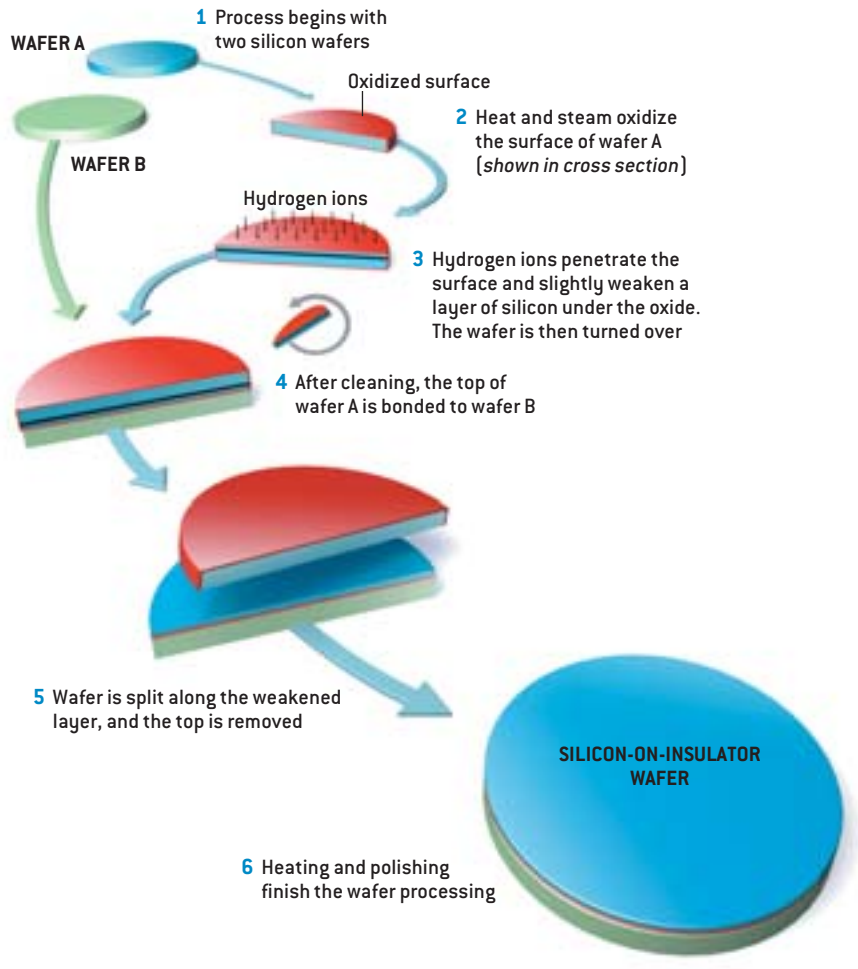 1 Process begins with
two silicon wafers
WAFER A
Oxidized surface
2 Heat and steam oxidize
the surface of wafer A
(shown in cross section)
WAFER B
Hydrogen ions
3 Hydrogen ions penetrate the
surface and slightly weaken a
layer of silicon under the oxide.
The wafer is then turned over
4 After cleaning, the top of
wafer A is bonded to wafer B
5 Wafer is split along the weakened
layer, and the top is removed
SILICON-ON-INSULATOR
WAFER
6 Heating and polishing
finish the wafer processing